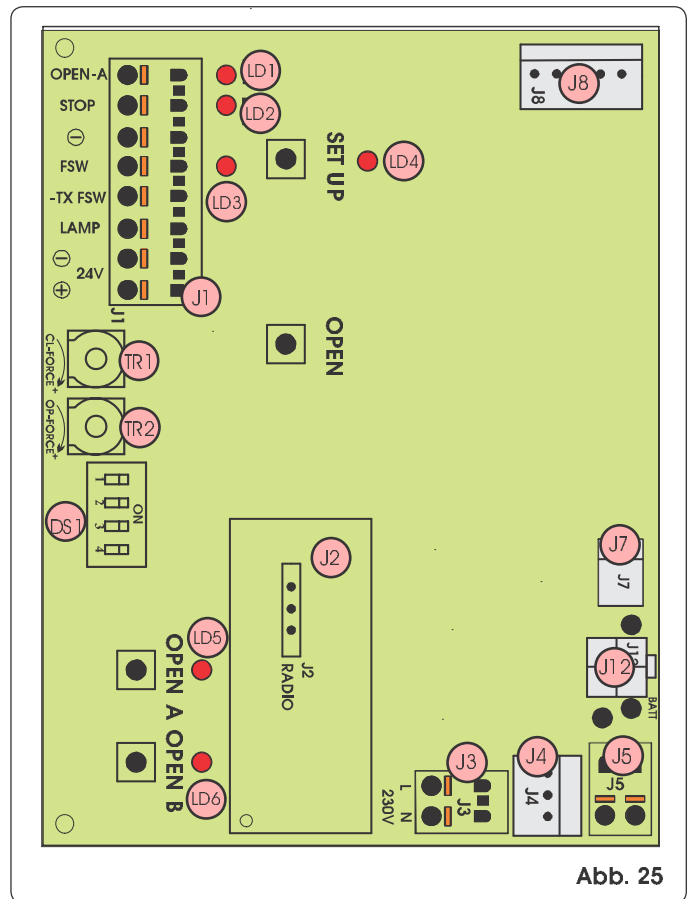 OPEN-A
LD1
J8
J8
STOP
LD2
⊖
SET UP
LD4
FSW
LD3
-TX FSW
LAMP
⊖
24V
⊕
J1
J1
OPEN
CL-FORCE +
TR1
OP-FORCE +
TR2
DS1
1
2
3
4
ON
J2
J2
RADIO
J7
J7
LD5
OPEN A
J12
BATT
OPEN B
LD6
J3
J3
L
N
230V
J4
J4
J5
J5
Abb. 25